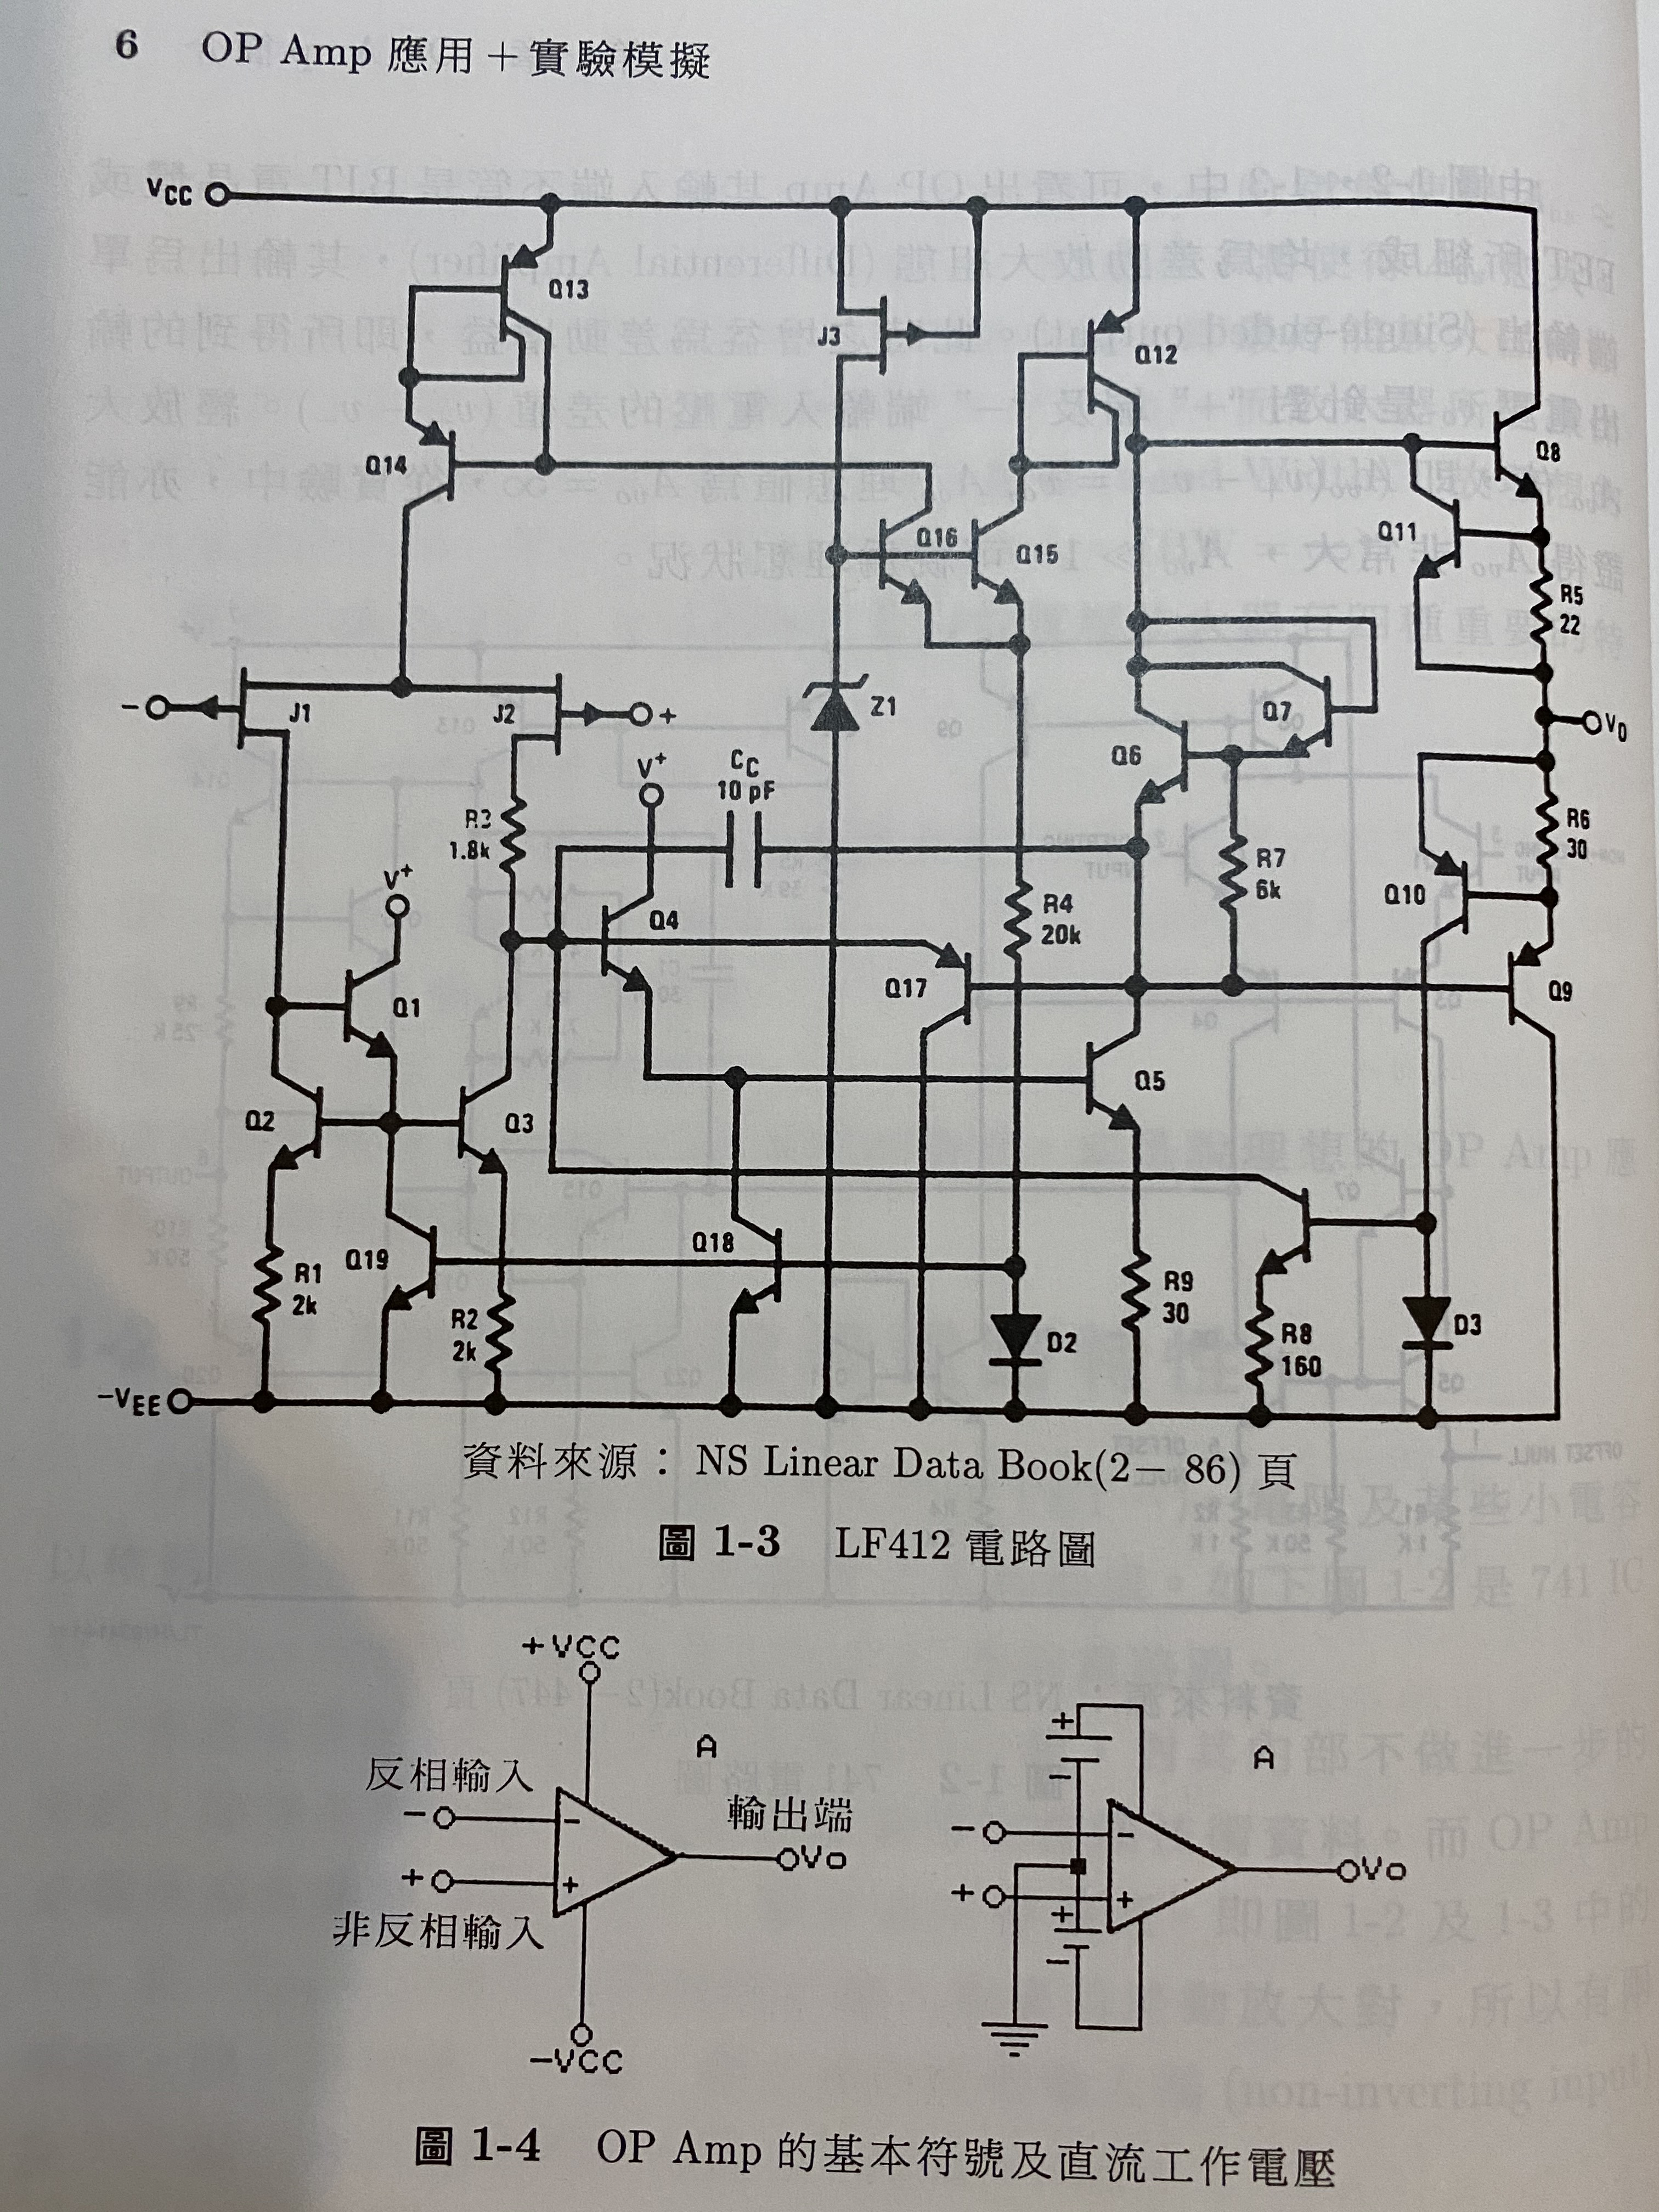 6 OP Amp 應用＋實驗模擬
VCC
Q13
J3
Q12
Q14
Q8
Q16
Q15
Q11
R5
22
− J1
J2 +
Z1
Q7
VO
Q6
V+
CC
10 pF
R3
1.8k
R6
30
V+
Q4
R4
20k
R7
6k
Q10
Q1
Q17
Q9
Q2
Q3
Q5
Q19
Q18
R1
2k
R2
2k
R9
30
D2
R8
160
D3
−VEE
資料來源： NS Linear Data Book(2− 86) 頁
圖 1-3 LF412 電路圖
+VCC
A
反相輸入
−
−
輸出端
Vo
+
+
非反相輸入
−VCC
+
−
A
−
−
Vo
+
+
+
−
圖 1-4 OP Amp 的基本符號及直流工作電壓